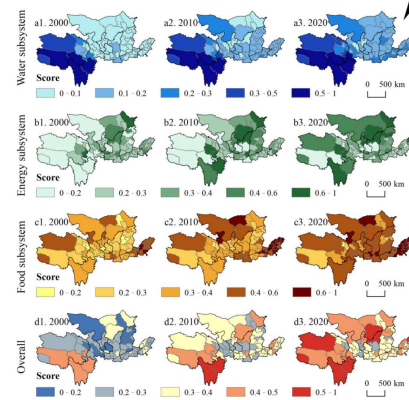 Water subsystem
a1. 2000
a2. 2010
a3. 2020
Score
0 500 km
0 - 0.1
0.1 - 0.2
0.2 - 0.3
0.3 - 0.5
0.5 - 1
Energy subsystem
b1. 2000
b2. 2010
b3. 2020
Score
0 500 km
0 - 0.2
0.2 - 0.3
0.3 - 0.4
0.4 - 0.6
0.6 - 1
Food subsystem
c1. 2000
c2. 2010
c3. 2020
Score
0 500 km
0 - 0.2
0.2 - 0.3
0.3 - 0.4
0.4 - 0.6
0.6 - 1
Overall
d1. 2000
d2. 2010
d3. 2020
Score
0 500 km
0 - 0.2
0.2 - 0.3
0.3 - 0.4
0.4 - 0.5
0.5 - 1